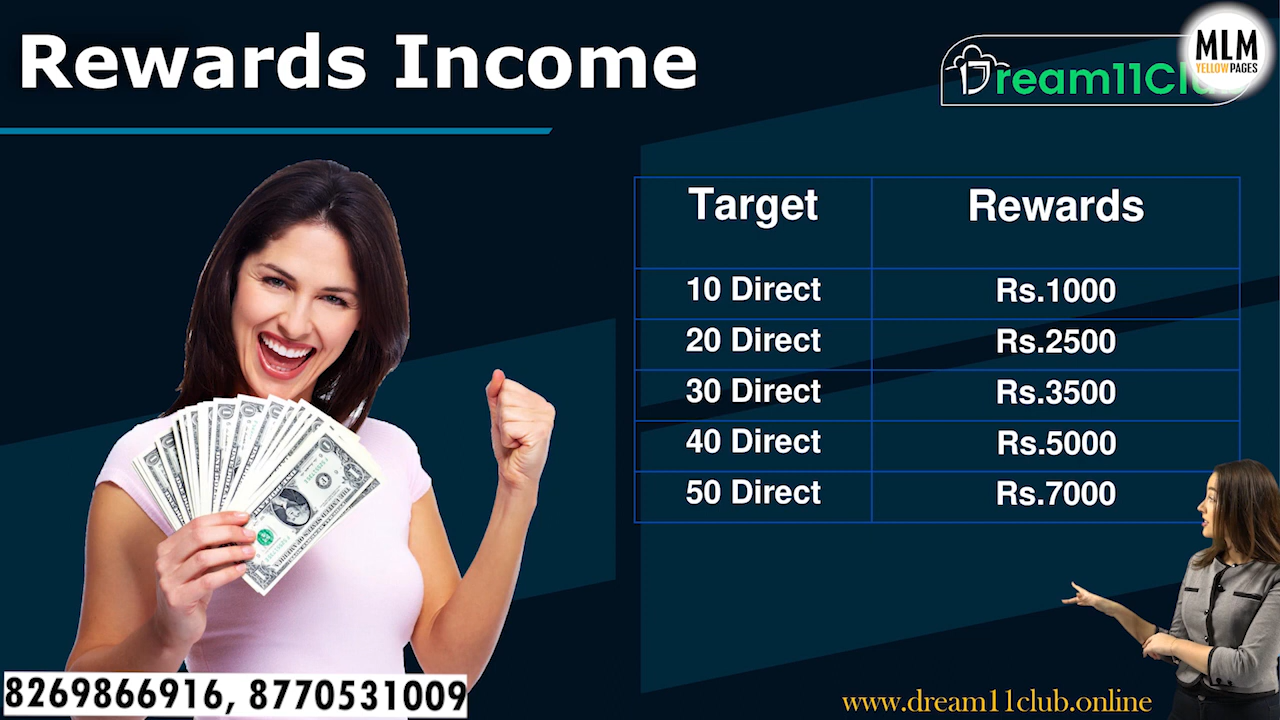 Rewards Income
Dream11Clu
MLM
YELLOW PAGES
Target Rewards
10 Direct Rs.1000
20 Direct Rs.2500
30 Direct Rs.3500
40 Direct Rs.5000
50 Direct Rs.7000
8269866916, 8770531009
www.dream11club.online